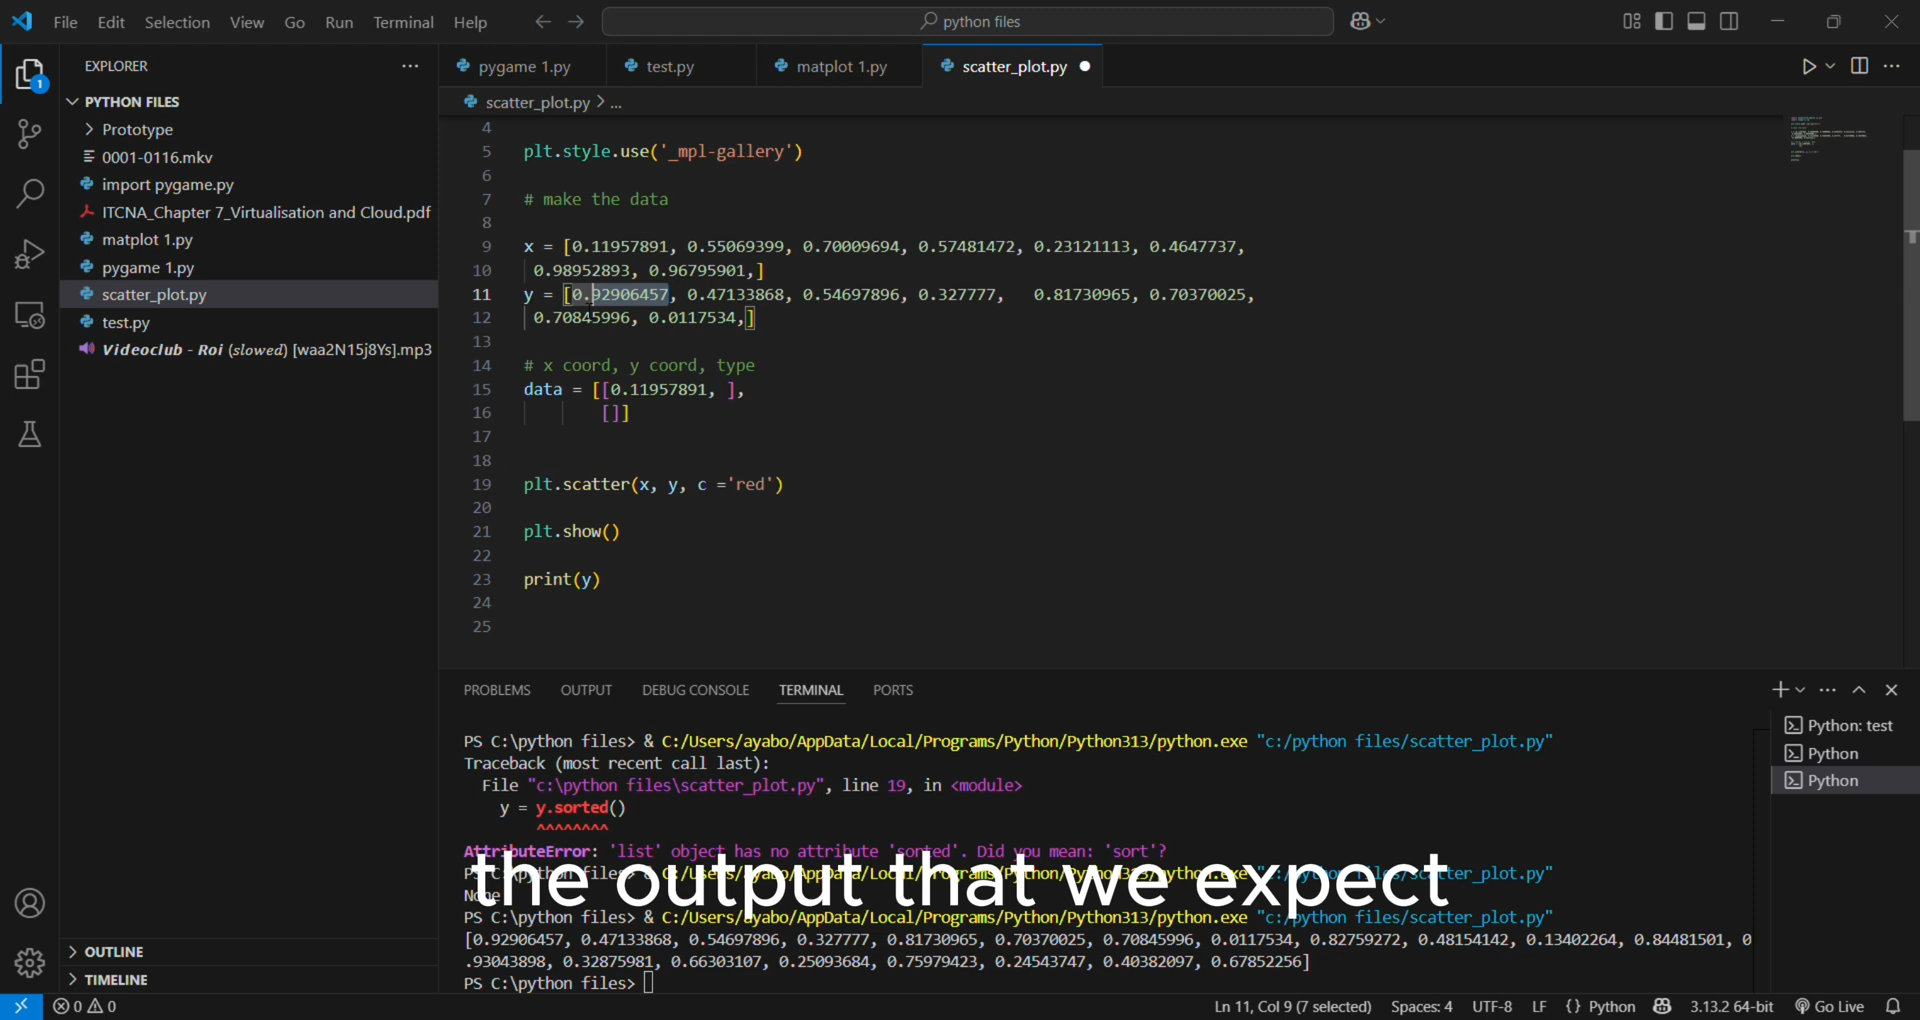 File Edit Selection View Go Run Terminal Help
python files
EXPLORER
PYTHON FILES
Prototype
0001-0116.mkv
import pygame.py
ITCNA_Chapter 7_Virtualisation and Cloud.pdf
matplot 1.py
pygame 1.py
scatter_plot.py
test.py
Videoclub - Roi (slowed) [waa2N15j8Ys].mp3
OUTLINE
TIMELINE
1
pygame 1.py test.py matplot 1.py scatter_plot.py
scatter_plot.py > ...
4
5 plt.style.use('_mpl-gallery')
6
7 # make the data
8
9 x = [0.11957891, 0.55069399, 0.70009694, 0.57481472, 0.23121113, 0.4647737,
10 0.98952893, 0.96795901,]
11 y = [0.92906457, 0.47133868, 0.54697896, 0.327777, 0.81730965, 0.70370025,
12 0.70845996, 0.0117534,]
13
14 # x coord, y coord, type
15 data = [[0.11957891, ],
16 []]
17
18
19 plt.scatter(x, y, c ='red')
20
21 plt.show()
22
23 print(y)
24
25
PROBLEMS OUTPUT DEBUG CONSOLE TERMINAL PORTS
PS C:\python files> & C:/Users/ayabo/AppData/Local/Programs/Python/Python313/python.exe "c:/python files/scatter_plot.py"
Traceback (most recent call last):
File "c:\python files\scatter_plot.py", line 19, in <module>
y = y.sorted()
^^^^^^^^
AttributeError: 'list' object has no attribute 'sorted'. Did you mean: 'sort'?
PS C:\python files> & C:/Users/ayabo/AppData/Local/Programs/Python/Python313/python.exe "c:/python files/scatter_plot.py"
None
PS C:\python files> & C:/Users/ayabo/AppData/Local/Programs/Python/Python313/python.exe "c:/python files/scatter_plot.py"
[0.92906457, 0.47133868, 0.54697896, 0.327777, 0.81730965, 0.70370025, 0.70845996, 0.0117534, 0.82759272, 0.48154142, 0.13402264, 0.84481501, 0
.93043898, 0.32875981, 0.66303107, 0.25093684, 0.75979423, 0.24543747, 0.40382097, 0.67852256]
PS C:\python files>
the output that we expect
Python: test
Python
Python
0 0
Ln 11, Col 9 (7 selected) Spaces: 4 UTF-8 LF {} Python 3.13.2 64-bit Go Live